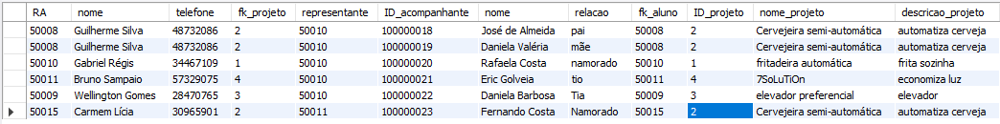 RA nome telefone fk_projeto representante ID_acompanhante nome relacao fk_aluno ID_projeto nome_projeto descricao_projeto
50008 Guilherme Silva 48732086 2 50010 100000018 José de Almeida pai 50008 2 Cervejeira semi-automática automatiza cerveja
50008 Guilherme Silva 48732086 2 50010 100000019 Daniela Valéria mãe 50008 2 Cervejeira semi-automática automatiza cerveja
50010 Gabriel Régis 34467109 1 50010 100000020 Rafaela Costa namorado 50010 1 fritadeira automática frita sozinha
50011 Bruno Sampaio 57329075 4 50010 100000021 Eric Golveia tio 50011 4 7SoLuTiOn economiza luz
50009 Wellington Gomes 28470765 3 50010 100000022 Daniela Barbosa Tia 50009 3 elevador preferencial elevador
50015 Carmem Lícia 30965901 2 50011 100000023 Fernando Costa Namorado 50015 2 Cervejeira semi-automática automatiza cerveja